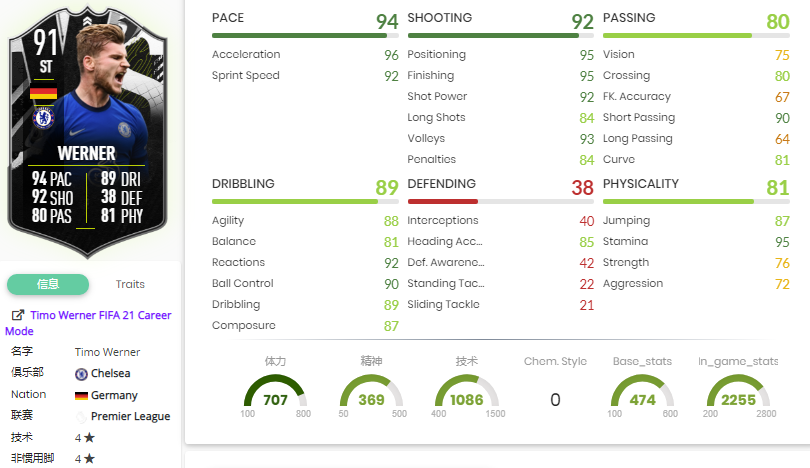 91
ST
WERNER
94 PAC 89 DRI
92 SHO 38 DEF
80 PAS 81 PHY
信息 Traits
Timo Werner FIFA 21 Career
Mode
名字 Timo Werner
俱乐部 Chelsea
Nation Germany
联赛 Premier League
技术 4 ★
非惯用脚 4 ★
PACE 94
Acceleration 96
Sprint Speed 92
SHOOTING 92
Positioning 95
Finishing 95
Shot Power 92
Long Shots 84
Volleys 93
Penalties 84
PASSING 80
Vision 75
Crossing 80
FK. Accuracy 67
Short Passing 90
Long Passing 64
Curve 81
DRIBBLING 89
Agility 88
Balance 81
Reactions 92
Ball Control 90
Dribbling 89
Composure 87
DEFENDING 38
Interceptions 40
Heading Acc... 85
Def. Awarene... 42
Standing Tac... 22
Sliding Tackle 21
PHYSICALITY 81
Jumping 87
Stamina 95
Strength 76
Aggression 72
体力
707
100 800
精神
369
50 500
技术
1086
400 1500
Chem. Style
0
Base_stats
474
100 600
In_game_stats
2255
200 2800